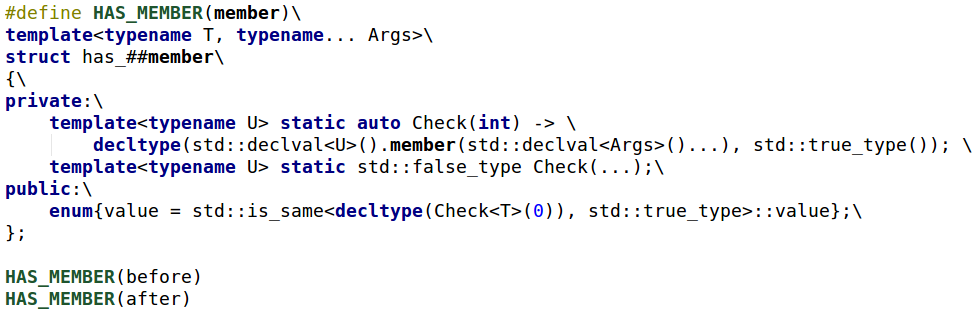 #define HAS_MEMBER(member)\
template<typename T, typename... Args>\
struct has_##member\
{\
private:\
    template<typename U> static auto Check(int) -> \
        decltype(std::declval<U>().member(std::declval<Args>()...), std::true_type()); \
    template<typename U> static std::false_type Check(...);\
public:\
    enum{value = std::is_same<decltype(Check<T>(0)), std::true_type>::value};\
};

HAS_MEMBER(before)
HAS_MEMBER(after)